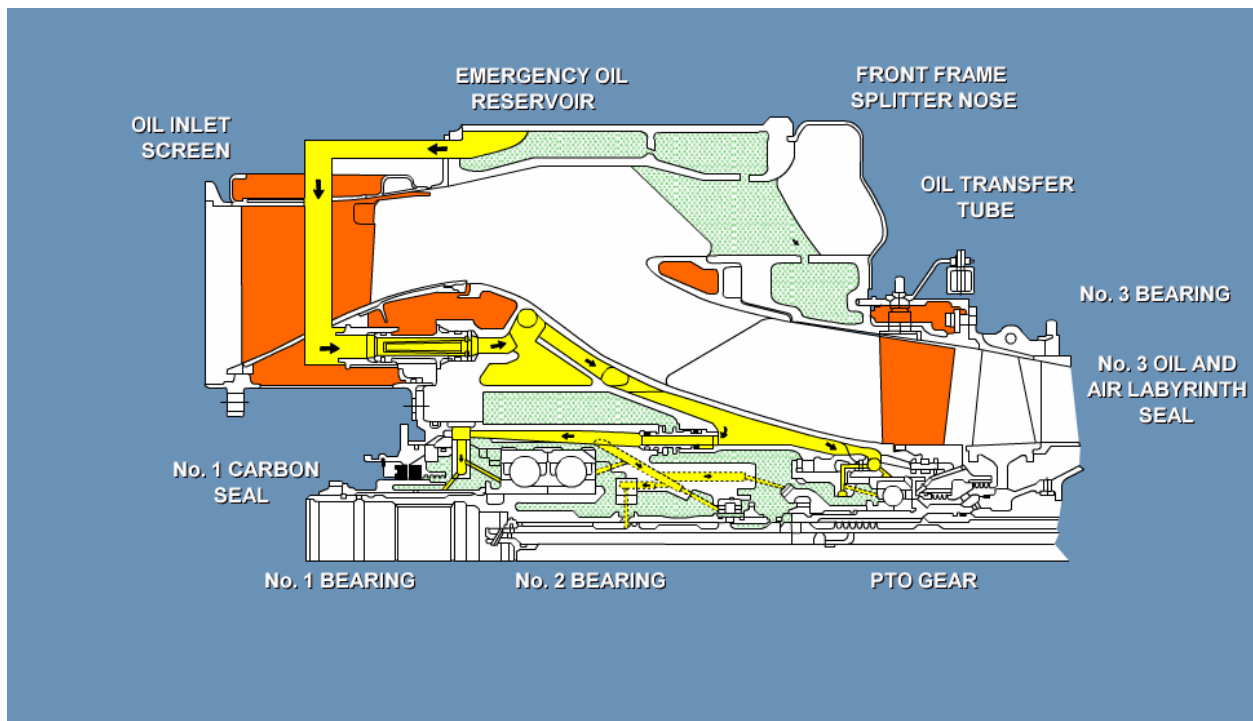 EMERGENCY OIL
RESERVOIR
FRONT FRAME
SPLITTER NOSE
OIL INLET
SCREEN
OIL TRANSFER
TUBE
No. 3 BEARING
No. 3 OIL AND
AIR LABYRINTH
SEAL
No. 1 CARBON
SEAL
No. 1 BEARING
No. 2 BEARING
PTO GEAR